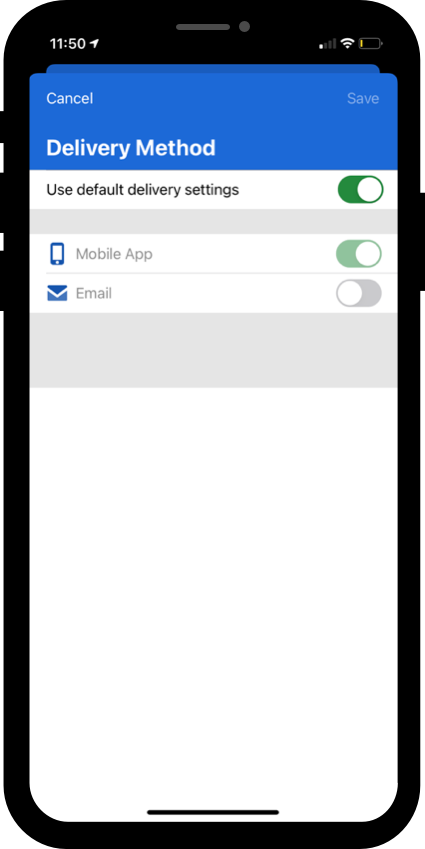 11:50
Cancel Save
Delivery Method
Use default delivery settings
Mobile App
Email